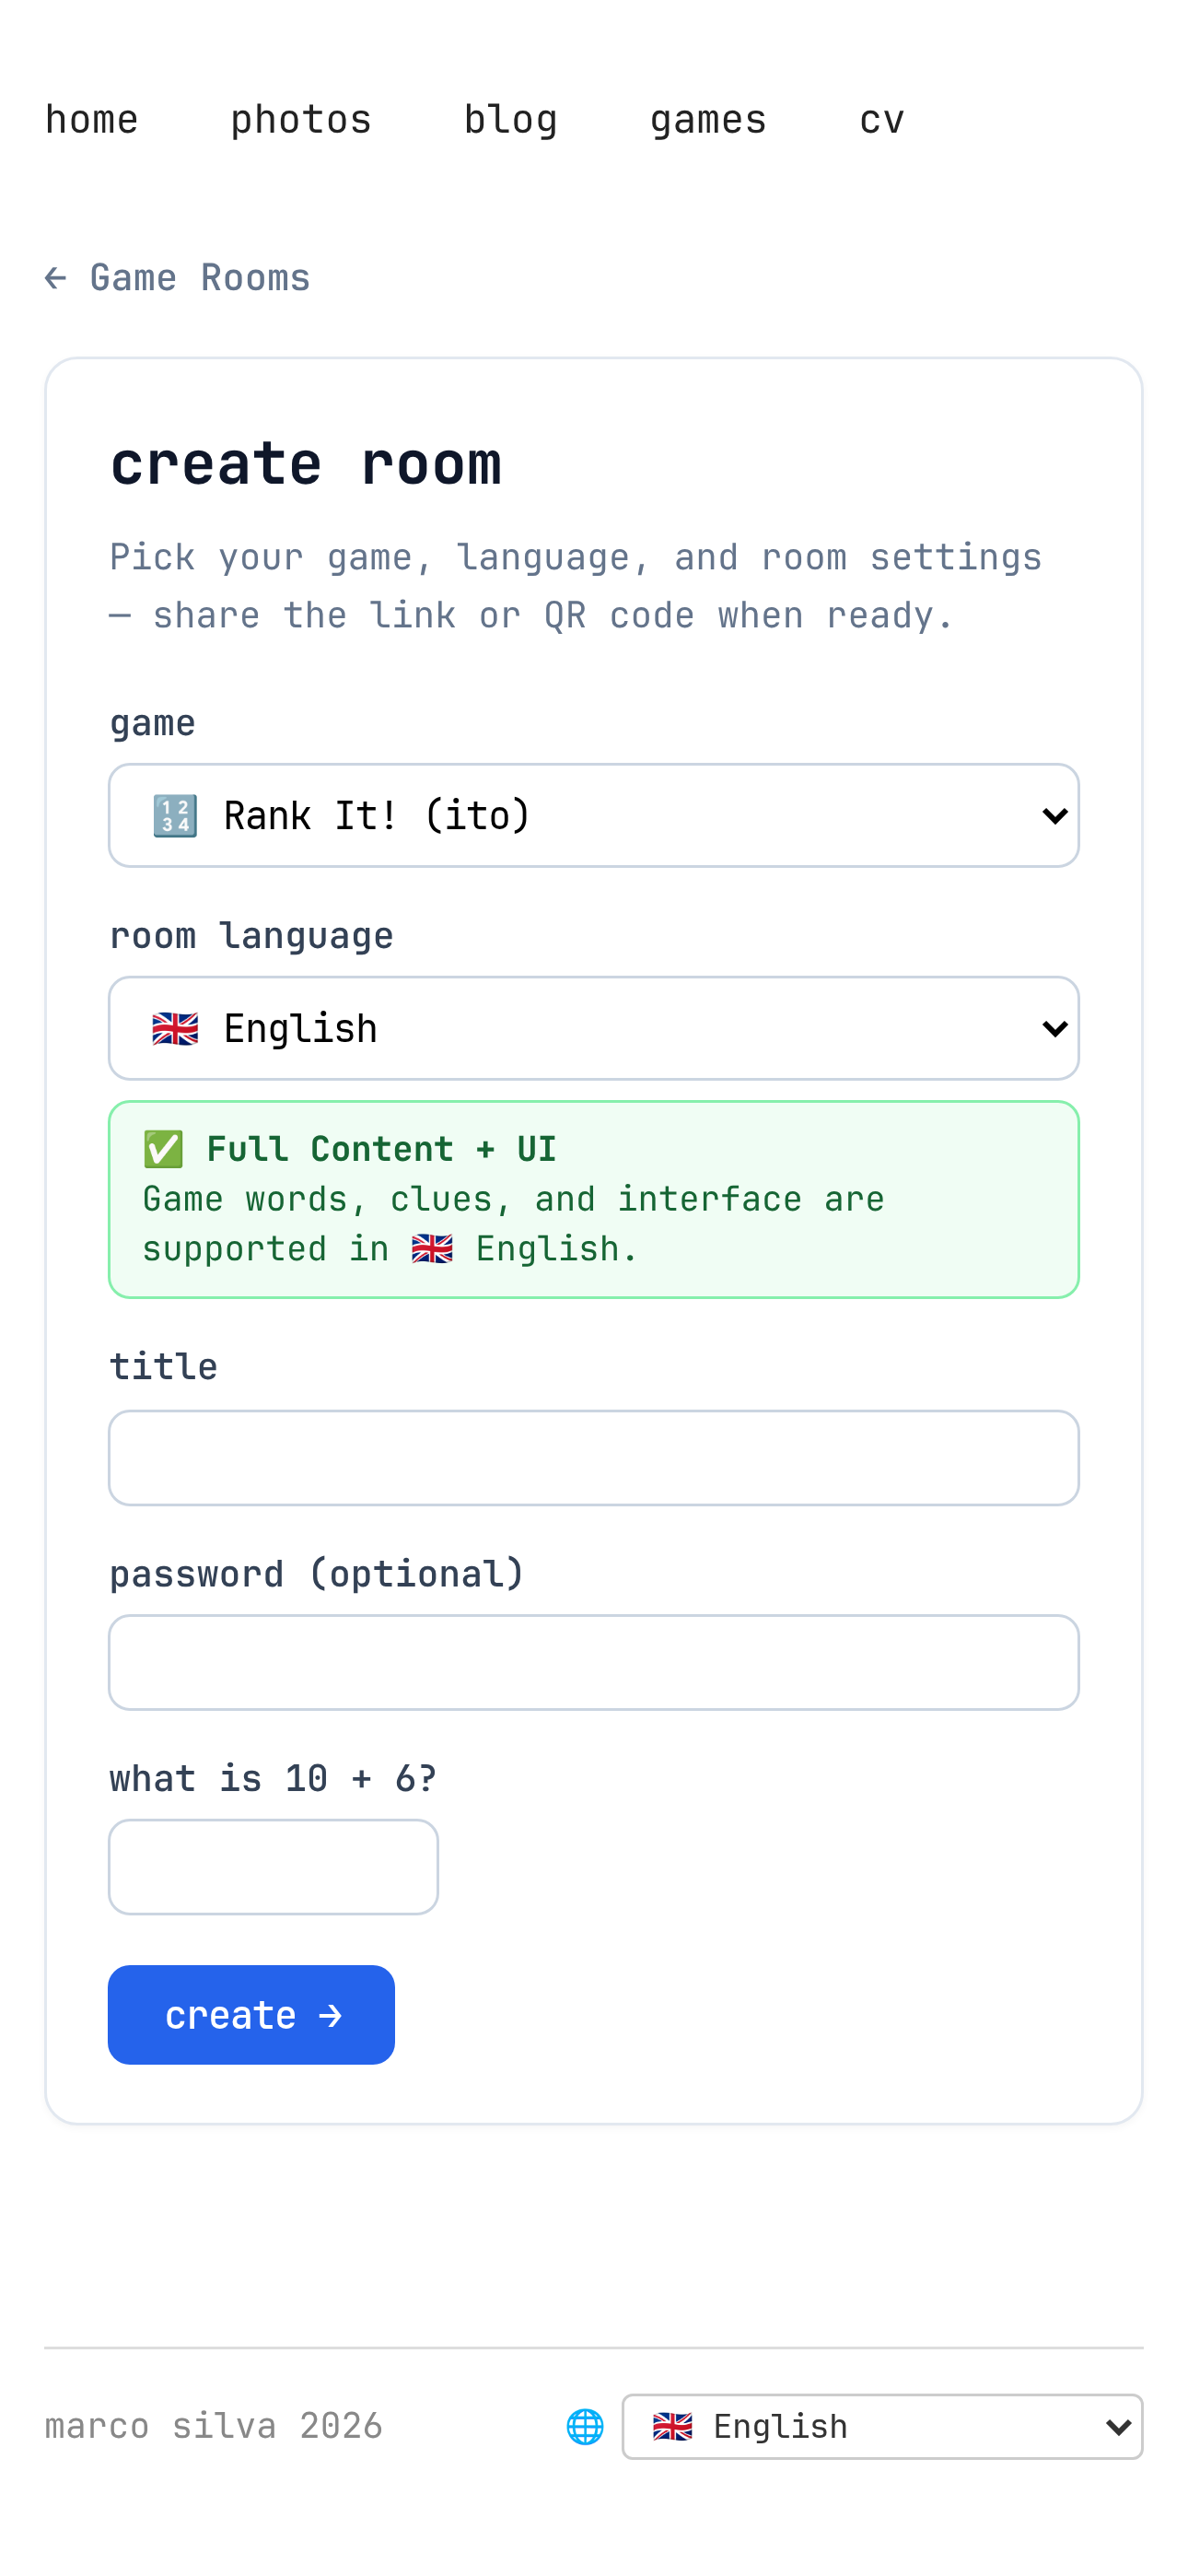 home photos blog games cv
← Game Rooms
create room
Pick your game, language, and room settings
— share the link or QR code when ready.
game
🔢 Rank It! (ito)
room language
🇬🇧 English
✅ Full Content + UI
Game words, clues, and interface are
supported in 🇬🇧 English.
title
password (optional)
what is 10 + 6?
create →
marco silva 2026 🌐 🇬🇧 English